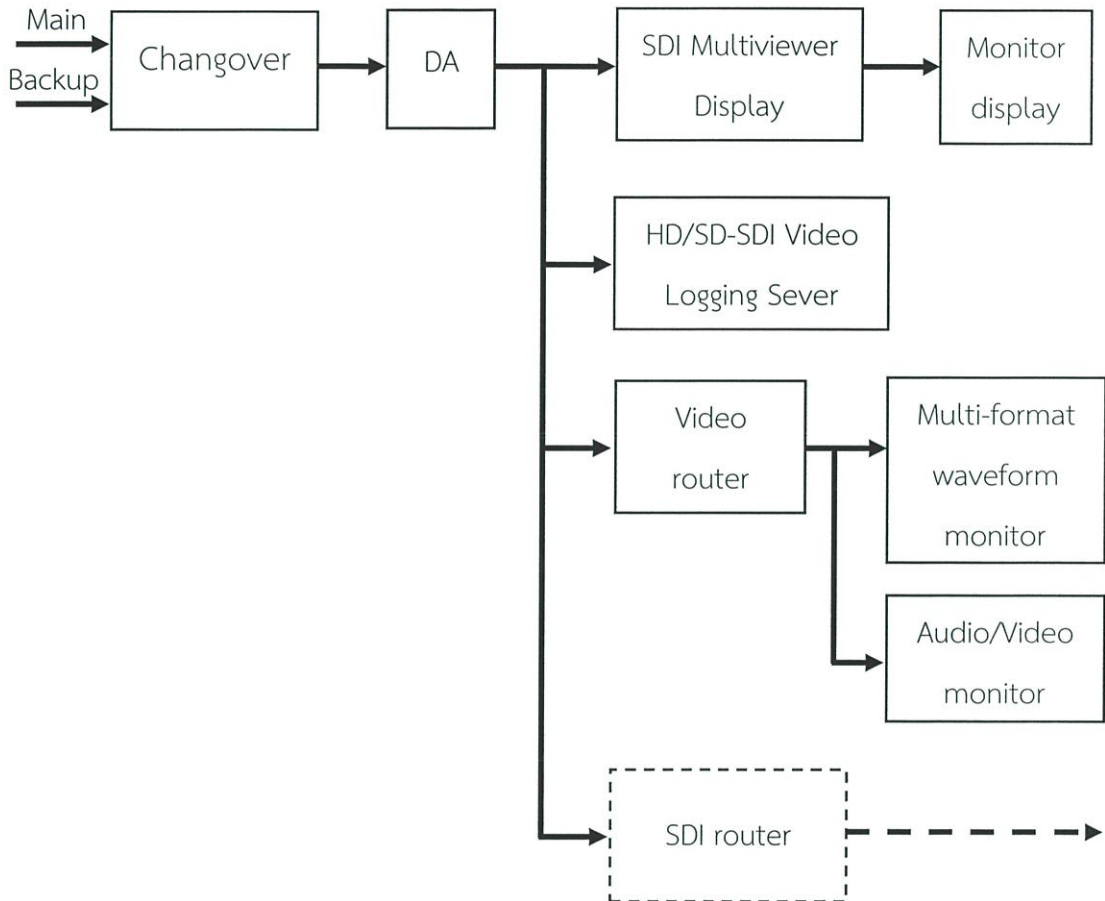 Main
Backup
Changover
DA
SDI Multiviewer
Display
Monitor
display
HD/SD-SDI Video
Logging Sever
Video
router
Multi-format
waveform
monitor
Audio/Video
monitor
SDI router